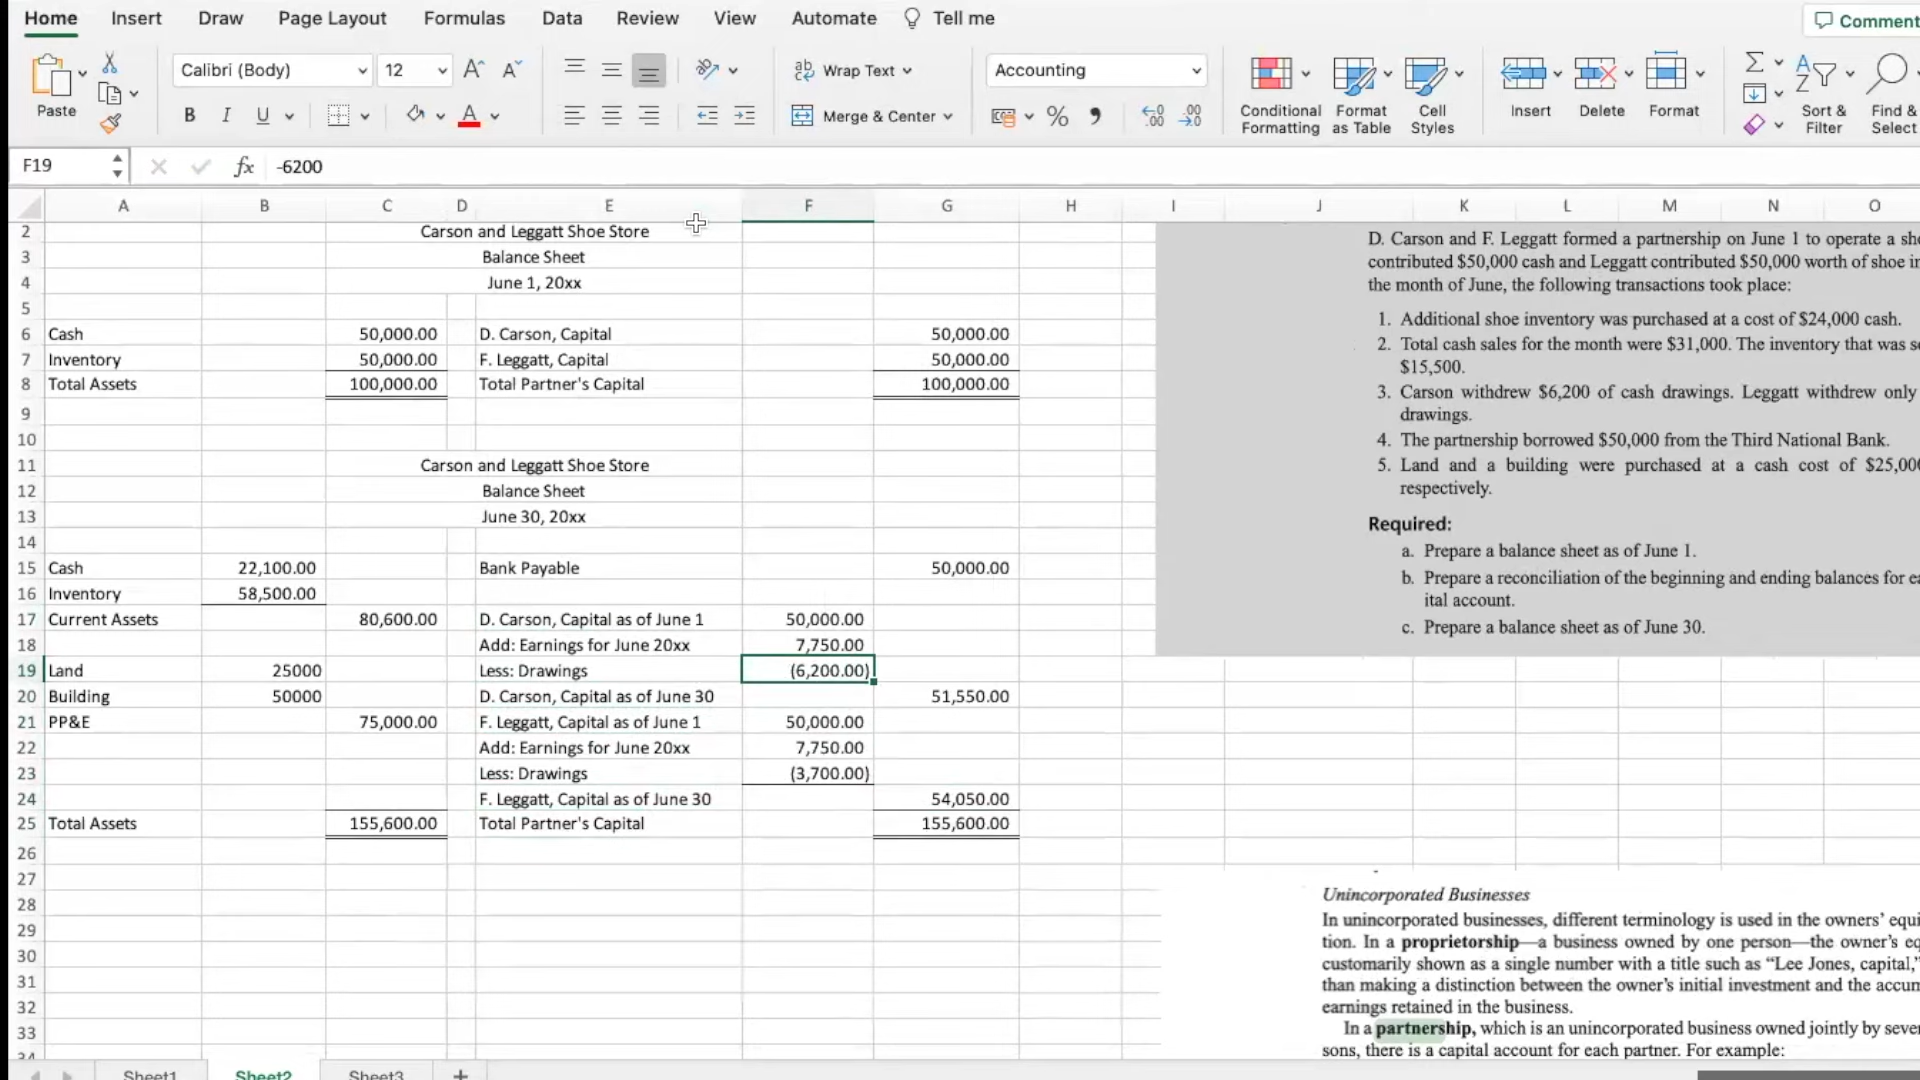 Home Insert Draw Page Layout Formulas Data Review View Automate Tell me Comment
Paste
Calibri (Body) 12
B I U A
ab Wrap Text
Merge & Center
Accounting
% ,
Conditional Formatting
Format as Table
Cell Styles
Insert
Delete
Format
Sort & Filter
Find & Select
F19 fx -6200
A B C D E F G H I J K L M N O
2 Carson and Leggatt Shoe Store
3 Balance Sheet
4 June 1, 20xx
5
6 Cash 50,000.00 D. Carson, Capital 50,000.00
7 Inventory 50,000.00 F. Leggatt, Capital 50,000.00
8 Total Assets 100,000.00 Total Partner's Capital 100,000.00
9
10
11 Carson and Leggatt Shoe Store
12 Balance Sheet
13 June 30, 20xx
14
15 Cash 22,100.00 Bank Payable 50,000.00
16 Inventory 58,500.00
17 Current Assets 80,600.00 D. Carson, Capital as of June 1 50,000.00
18 Add: Earnings for June 20xx 7,750.00
19 Land 25000 Less: Drawings (6,200.00)
20 Building 50000 D. Carson, Capital as of June 30 51,550.00
21 PP&E 75,000.00 F. Leggatt, Capital as of June 1 50,000.00
22 Add: Earnings for June 20xx 7,750.00
23 Less: Drawings (3,700.00)
24 F. Leggatt, Capital as of June 30 54,050.00
25 Total Assets 155,600.00 Total Partner's Capital 155,600.00
26
27
28
29
30
31
32
33
34
D. Carson and F. Leggatt formed a partnership on June 1 to operate a sh
contributed $50,000 cash and Leggatt contributed $50,000 worth of shoe in
the month of June, the following transactions took place:
1. Additional shoe inventory was purchased at a cost of $24,000 cash.
2. Total cash sales for the month were $31,000. The inventory that was s
$15,500.
3. Carson withdrew $6,200 of cash drawings. Leggatt withdrew only
drawings.
4. The partnership borrowed $50,000 from the Third National Bank.
5. Land and a building were purchased at a cash cost of $25,00
respectively.
Required:
a. Prepare a balance sheet as of June 1.
b. Prepare a reconciliation of the beginning and ending balances for ea
ital account.
c. Prepare a balance sheet as of June 30.
Unincorporated Businesses
In unincorporated businesses, different terminology is used in the owners' equi
tion. In a proprietorship—a business owned by one person—the owner's eq
customarily shown as a single number with a title such as "Lee Jones, capital,"
than making a distinction between the owner's initial investment and the accum
earnings retained in the business.
In a partnership, which is an unincorporated business owned jointly by seve
sons, there is a capital account for each partner. For example:
Sheet1 Sheet2 Sheet3 +